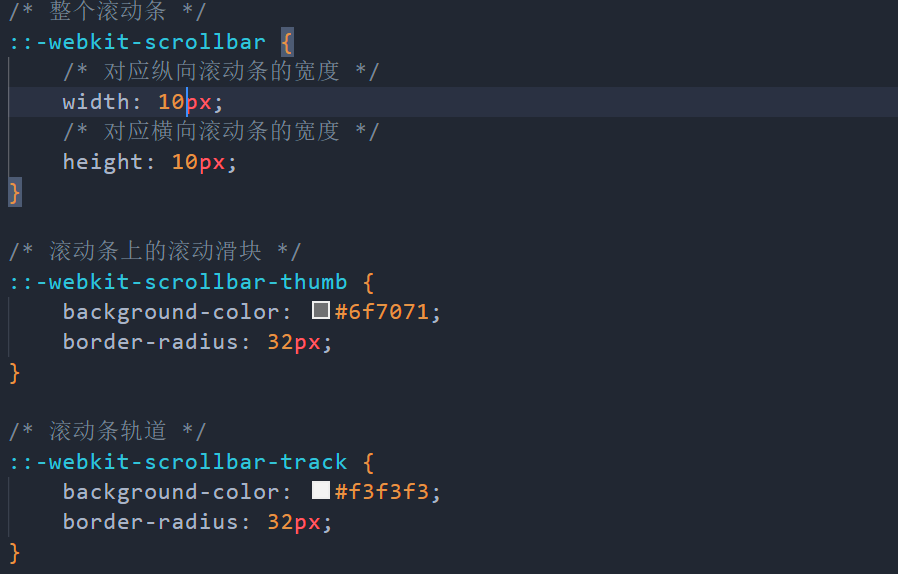 /* 整个滚动条 */
::-webkit-scrollbar {
    /* 对应纵向滚动条的宽度 */
    width: 10px;
    /* 对应横向滚动条的宽度 */
    height: 10px;
}

/* 滚动条上的滚动滑块 */
::-webkit-scrollbar-thumb {
    background-color: #6f7071;
    border-radius: 32px;
}

/* 滚动条轨道 */
::-webkit-scrollbar-track {
    background-color: #f3f3f3;
    border-radius: 32px;
}